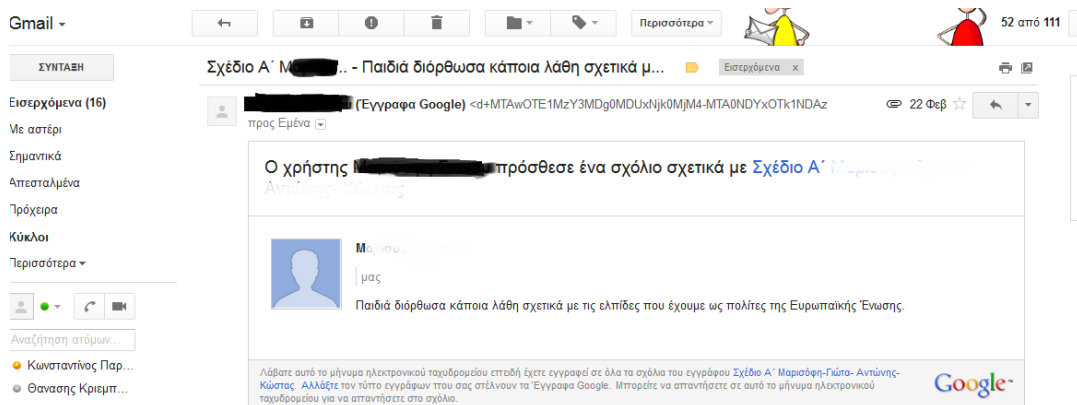 Gmail
Περισσότερα
52 από 111
ΣΥΝΤΑΞΗ
Σχέδιο Α΄ .. - Παιδιά διόρθωσα κάποια λάθη σχετικά μ...
Εισερχόμενα x
Εισερχόμενα (16)
Με αστέρι
Σημαντικά
Απεσταλμένα
Πρόχειρα
Κύκλοι
Περισσότερα
Αναζήτηση ατόμων...
Κωνσταντίνος Παρ...
Θανασης Κριεμπ...
(Έγγραφα Google) <d+MTAwOTE1MzY3MDg0MDUxNjk0MjM4-MTA0NDYxOTk1NDAz
22 Φεβ
προς Εμένα
Ο χρήστης πρόσθεσε ένα σχόλιο σχετικά με Σχέδιο Α΄
Αντώνης- Κώστας
μας
Παιδιά διόρθωσα κάποια λάθη σχετικά με τις ελπίδες που έχουμε ως πολίτες της Ευρωπαϊκής Ένωσης.
Λάβατε αυτό το μήνυμα ηλεκτρονικού ταχυδρομείου επειδή έχετε εγγραφεί σε όλα τα σχόλια του εγγράφου Σχέδιο Α΄ Μαρισόφη-Γιώτα- Αντώνης-
Κώστας. Αλλάξτε τον τύπο εγγράφων που σας στέλνουν τα Έγγραφα Google. Μπορείτε να απαντήσετε σε αυτό το μήνυμα ηλεκτρονικού
ταχυδρομείου για να απαντήσετε στο σχόλιο.
Google